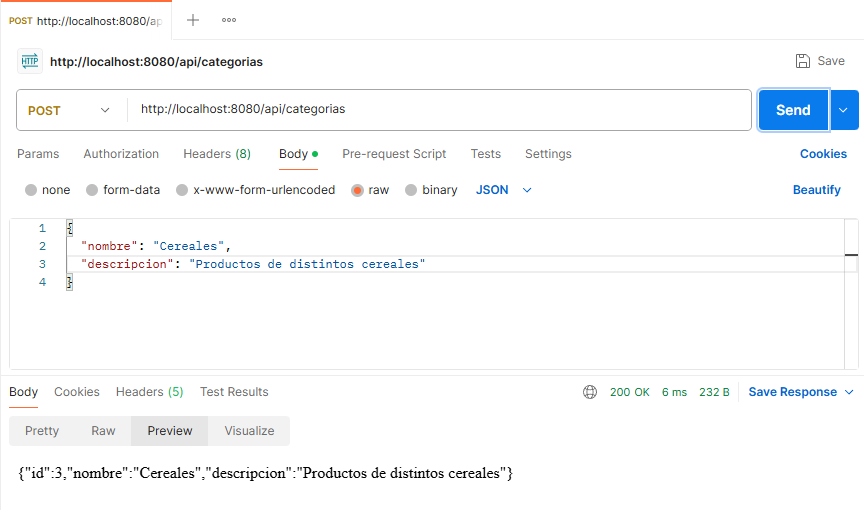 POST http://localhost:8080/ap
HTTP http://localhost:8080/api/categorias Save
POST http://localhost:8080/api/categorias Send
Params Authorization Headers (8) Body Pre-request Script Tests Settings Cookies
none form-data x-www-form-urlencoded raw binary JSON Beautify
1 {
2 "nombre": "Cereales",
3 "descripcion": "Productos de distintos cereales"
4 }
Body Cookies Headers (5) Test Results 200 OK 6 ms 232 B Save Response
Pretty Raw Preview Visualize
{"id":3,"nombre":"Cereales","descripcion":"Productos de distintos cereales"}